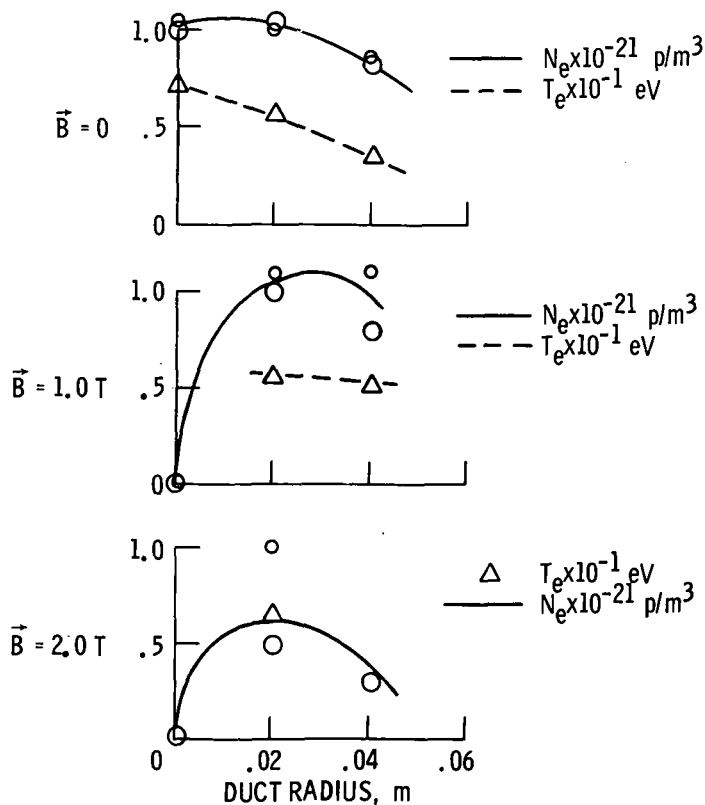 1.0
.5
0
B⃗ = 0
Nₑx10⁻²¹ p/m³
Tₑx10⁻¹ eV
1.0
.5
0
B⃗ = 1.0 T
Nₑx10⁻²¹ p/m³
Tₑx10⁻¹ eV
1.0
.5
B⃗ = 2.0 T
Tₑx10⁻¹ eV
Nₑx10⁻²¹ p/m³
0 .02 .04 .06
DUCT RADIUS, m